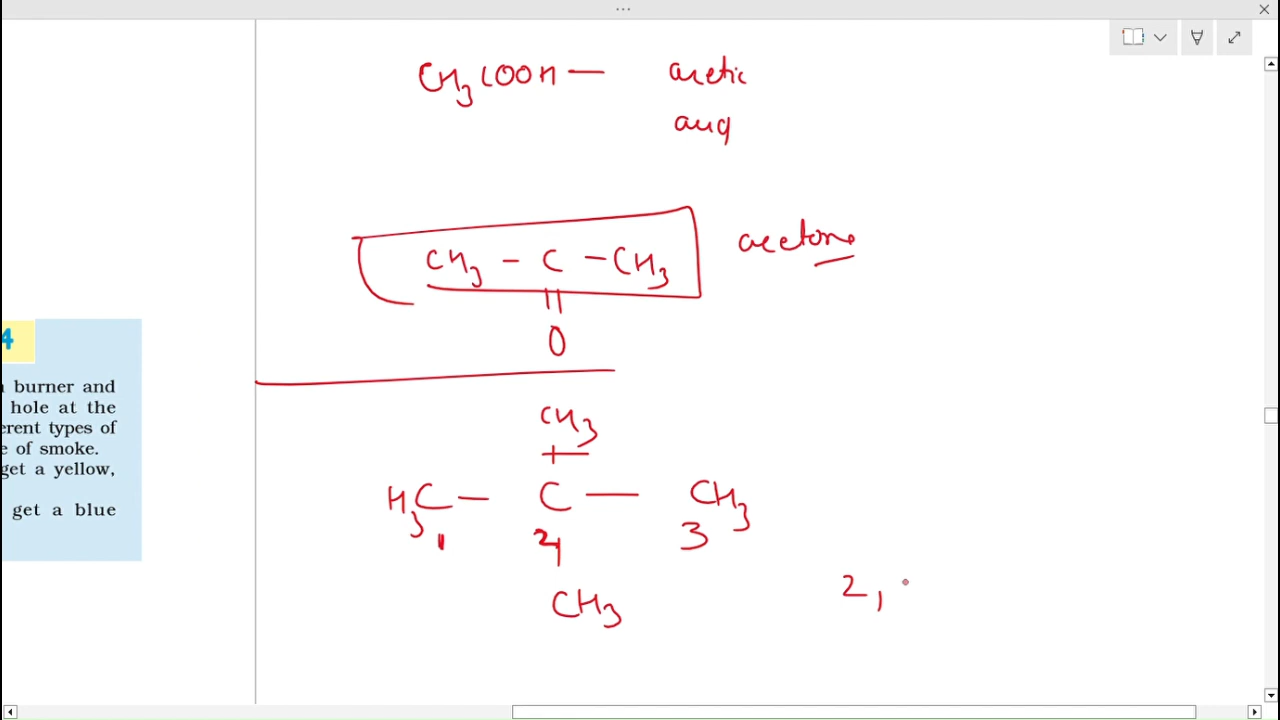 CH3COOH — acetic
acid
CH3 – C – CH3 acetone
||
O
4
burner and
hole at the
erent types of
e of smoke.
get a yellow,
get a blue
CH3
H3C — C — CH3
1 2 3
CH3
2,